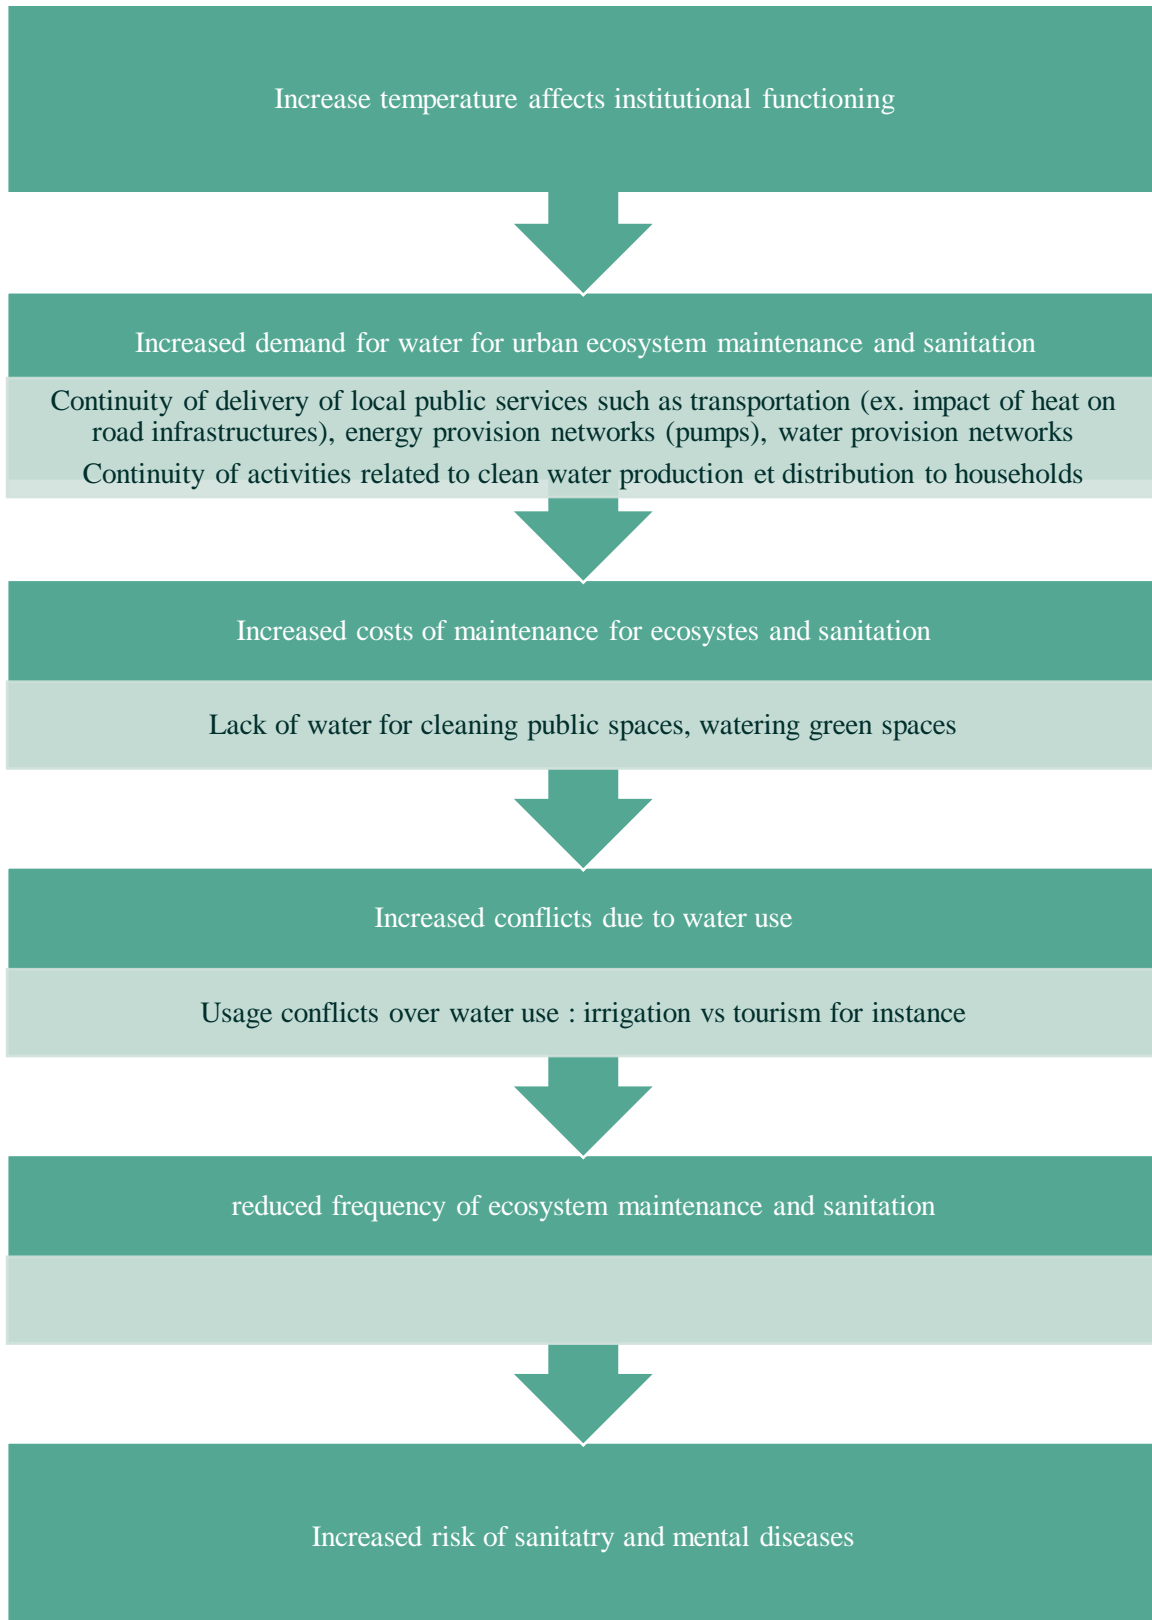 Increase temperature affects institutional functioning
Increased demand for water for urban ecosystem maintenance and sanitation
Continuity of delivery of local public services such as transportation (ex. impact of heat on
road infrastructures), energy provision networks (pumps), water provision networks
Continuity of activities related to clean water production et distribution to households
Increased costs of maintenance for ecosystes and sanitation
Lack of water for cleaning public spaces, watering green spaces
Increased conflicts due to water use
Usage conflicts over water use : irrigation vs tourism for instance
reduced frequency of ecosystem maintenance and sanitation
Increased risk of sanitatry and mental diseases